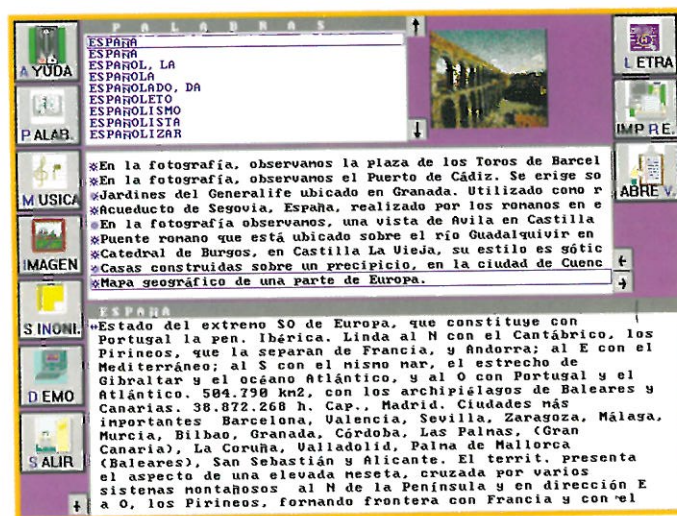 PALABRAS
ESPAÑA
ESPAÑA
ESPAÑOL, LA
ESPAÑOLA
ESPAÑOLADO, DA
ESPAÑOLETO
ESPAÑOLISMO
ESPAÑOLISTA
ESPAÑOLIZAR
AYUDA
PALAB.
MUSICA
IMAGEN
SINONI.
DEMO
SALIR
LETRA
IMPRE.
ABREV.
*En la fotografía, observamos la plaza de los Toros de Barcel
*En la fotografía, observamos el Puerto de Cádiz. Se erige so
*Jardines del Generalife ubicado en Granada. Utilizado como r
*Acueducto de Segovia, España, realizado por los romanos en e
*En la fotografía observamos, una vista de Avila en Castilla
*Puente romano que está ubicado sobre el río Guadalquivir en
*Catedral de Burgos, en Castilla La Vieja, su estilo es gótic
*Casas construidas sobre un precipicio, en la ciudad de Cuenc
*Mapa geográfico de una parte de Europa.
ESPAÑA
Estado del extremo SO de Europa, que constituye con
Portugal la pen. Ibérica. Linda al N con el Cantábrico, los
Pirineos, que la separan de Francia, y Andorra; al E con el
Mediterráneo; al S con el mismo mar, el estrecho de
Gibraltar y el océano Atlántico, y al O con Portugal y el
Atlántico. 504.790 km2, con los archipiélagos de Baleares y
Canarias. 38.872.268 h. Cap., Madrid. Ciudades más
importantes Barcelona, Valencia, Sevilla, Zaragoza, Málaga,
Murcia, Bilbao, Granada, Córdoba, Las Palmas, (Gran
Canaria), La Coruña, Valladolid, Palma de Mallorca
(Baleares), San Sebastián y Alicante. El territ. presenta
el aspecto de una elevada meseta, cruzada por varios
sistemas montañosos al N de la Península y en dirección E
a O, los Pirineos, formando frontera con Francia y con el